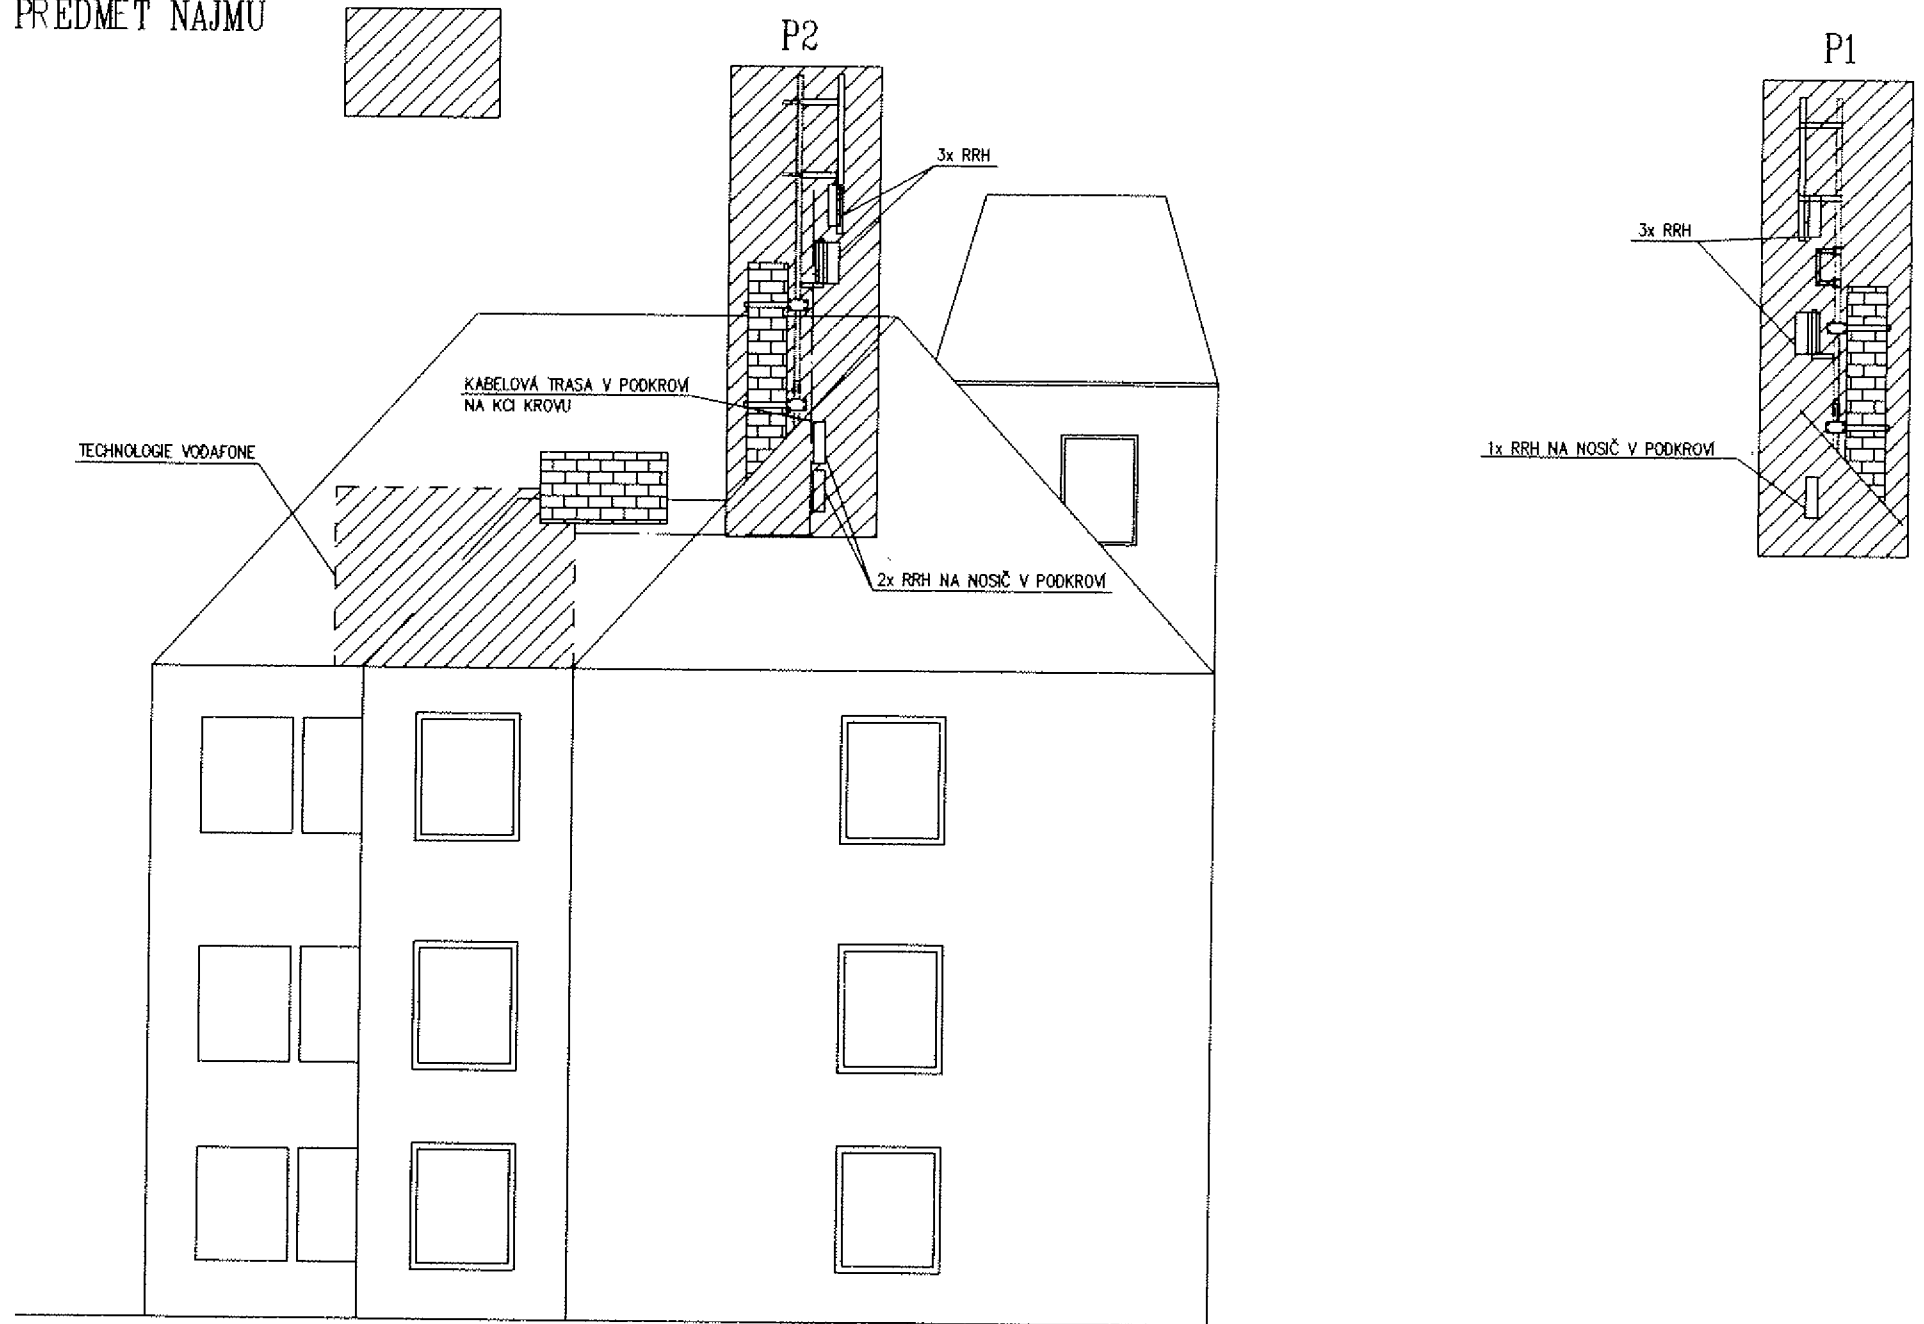 PŘEDMĚT NÁJMU
P2
P1
3x RRH
3x RRH
KABELOVÁ TRASA V PODKROVÍ
NA KCI KROVU
TECHNOLOGIE VODAFONE
1x RRH NA NOSIČ V PODKROVÍ
2x RRH NA NOSIČ V PODKROVÍ